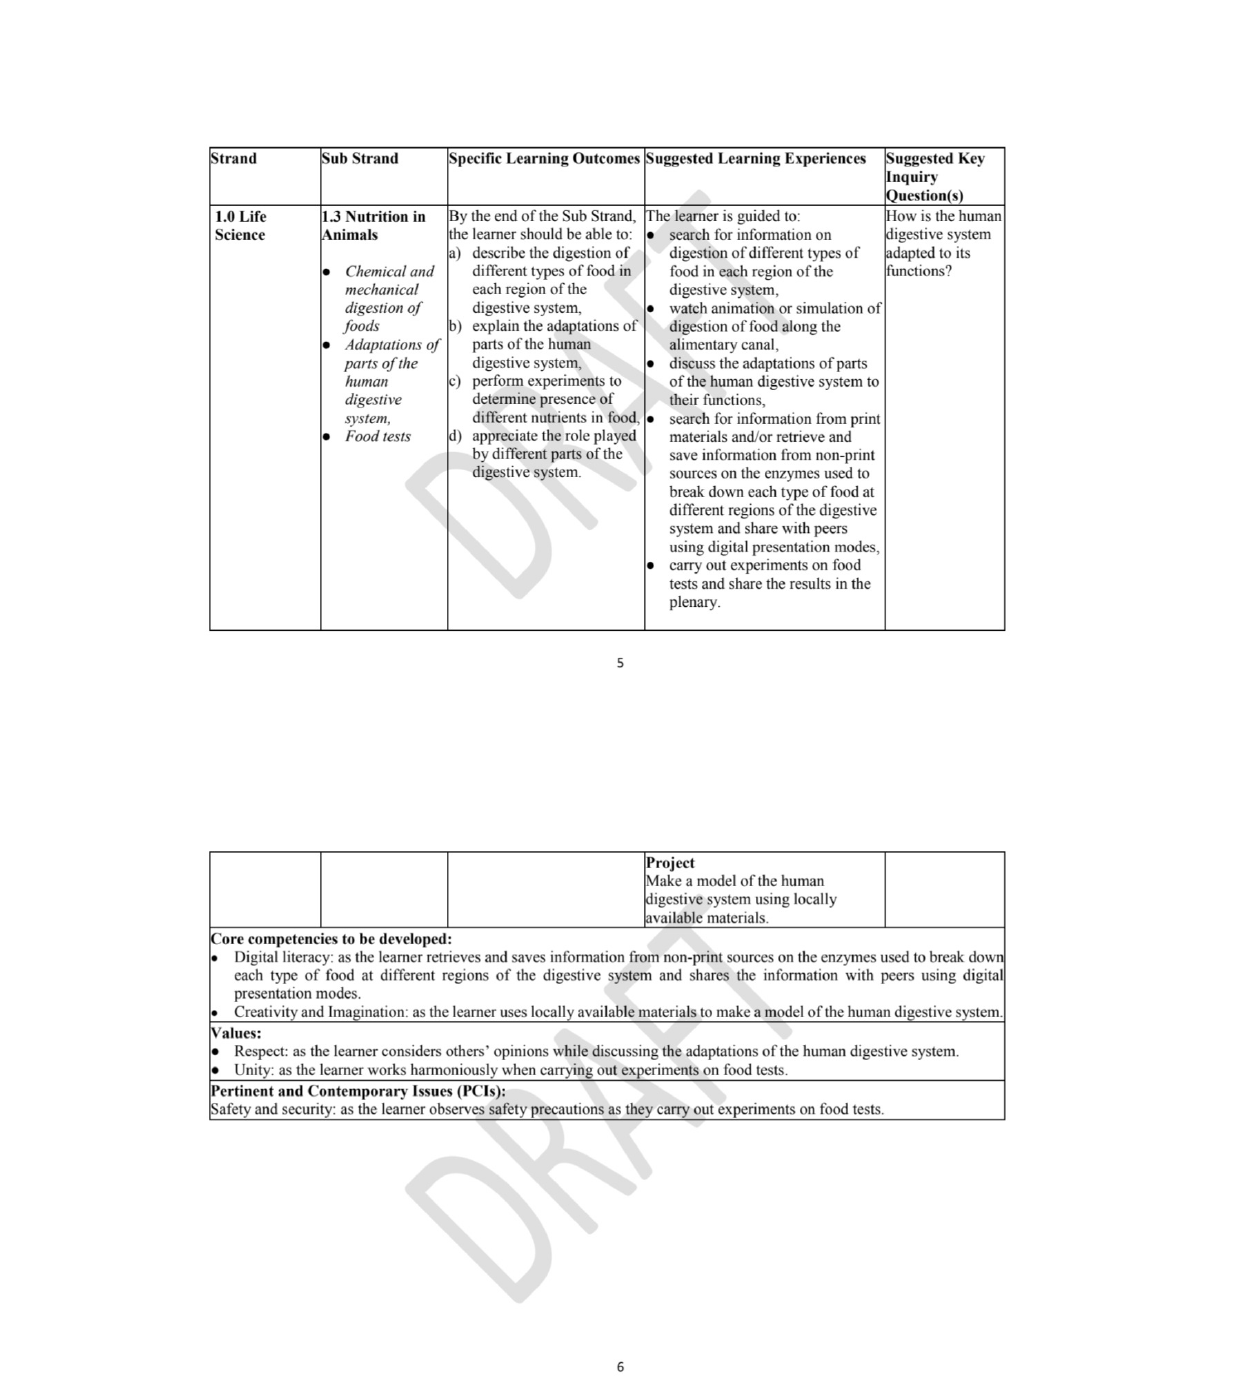 Strand
Sub Strand
Specific Learning Outcomes
Suggested Learning Experiences
Suggested Key
Inquiry
Question(s)
1.0 Life
Science
1.3 Nutrition in
Animals
● Chemical and
mechanical
digestion of
foods
● Adaptations of
parts of the
human
digestive
system,
● Food tests
By the end of the Sub Strand,
the learner should be able to:
a) describe the digestion of
different types of food in
each region of the
digestive system,
b) explain the adaptations of
parts of the human
digestive system,
c) perform experiments to
determine presence of
different nutrients in food,
d) appreciate the role played
by different parts of the
digestive system.
The learner is guided to:
● search for information on
digestion of different types of
food in each region of the
digestive system,
● watch animation or simulation of
digestion of food along the
alimentary canal,
● discuss the adaptations of parts
of the human digestive system to
their functions,
● search for information from print
materials and/or retrieve and
save information from non-print
sources on the enzymes used to
break down each type of food at
different regions of the digestive
system and share with peers
using digital presentation modes,
● carry out experiments on food
tests and share the results in the
plenary.
How is the human
digestive system
adapted to its
functions?
DRAFT
5
Project
Make a model of the human
digestive system using locally
available materials.
Core competencies to be developed:
● Digital literacy: as the learner retrieves and saves information from non-print sources on the enzymes used to break down
each type of food at different regions of the digestive system and shares the information with peers using digital
presentation modes.
● Creativity and Imagination: as the learner uses locally available materials to make a model of the human digestive system.
Values:
● Respect: as the learner considers others’ opinions while discussing the adaptations of the human digestive system.
● Unity: as the learner works harmoniously when carrying out experiments on food tests.
Pertinent and Contemporary Issues (PCIs):
Safety and security: as the learner observes safety precautions as they carry out experiments on food tests.
DRAFT
6